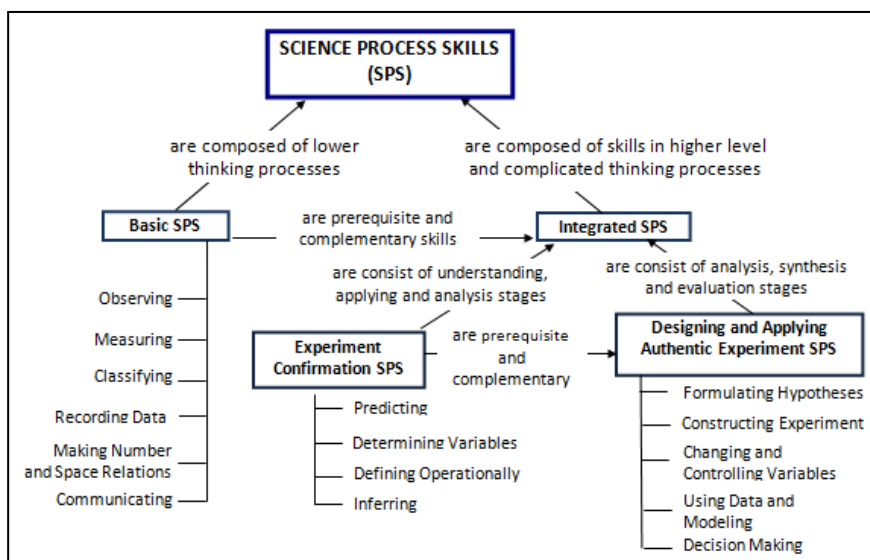 SCIENCE PROCESS SKILLS
(SPS)
are composed of lower
thinking processes
are composed of skills in higher level
and complicated thinking processes
Basic SPS
are prerequisite and
complementary skills
Integrated SPS
are consist of understanding,
applying and analysis stages
are consist of analysis, synthesis
and evaluation stages
Observing
Measuring
Classifying
Recording Data
Making Number
and Space Relations
Communicating
Experiment
Confirmation SPS
are prerequisite
and
complementary
Designing and Applying
Authentic Experiment SPS
Predicting
Determining Variables
Defining Operationally
Inferring
Formulating Hypotheses
Constructing Experiment
Changing and
Controlling Variables
Using Data and
Modeling
Decision Making